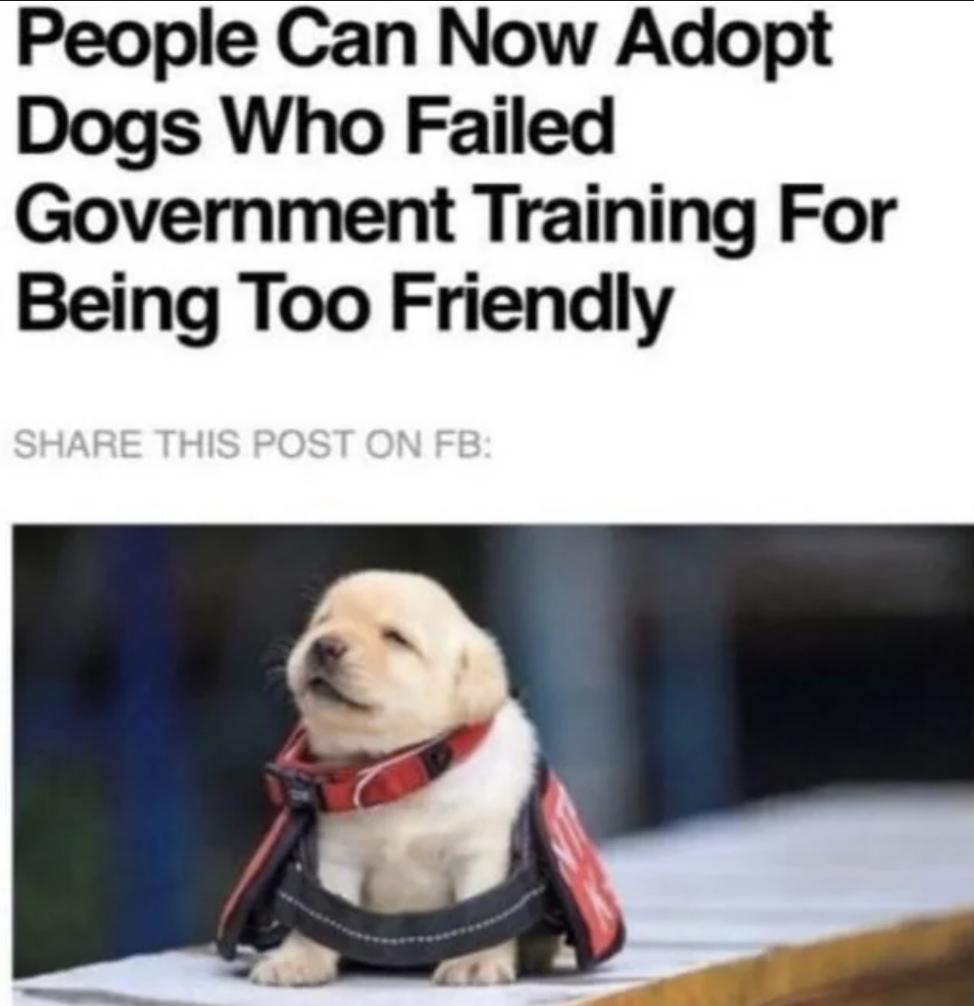 People Can Now Adopt
Dogs Who Failed
Government Training For
Being Too Friendly
SHARE THIS POST ON FB: